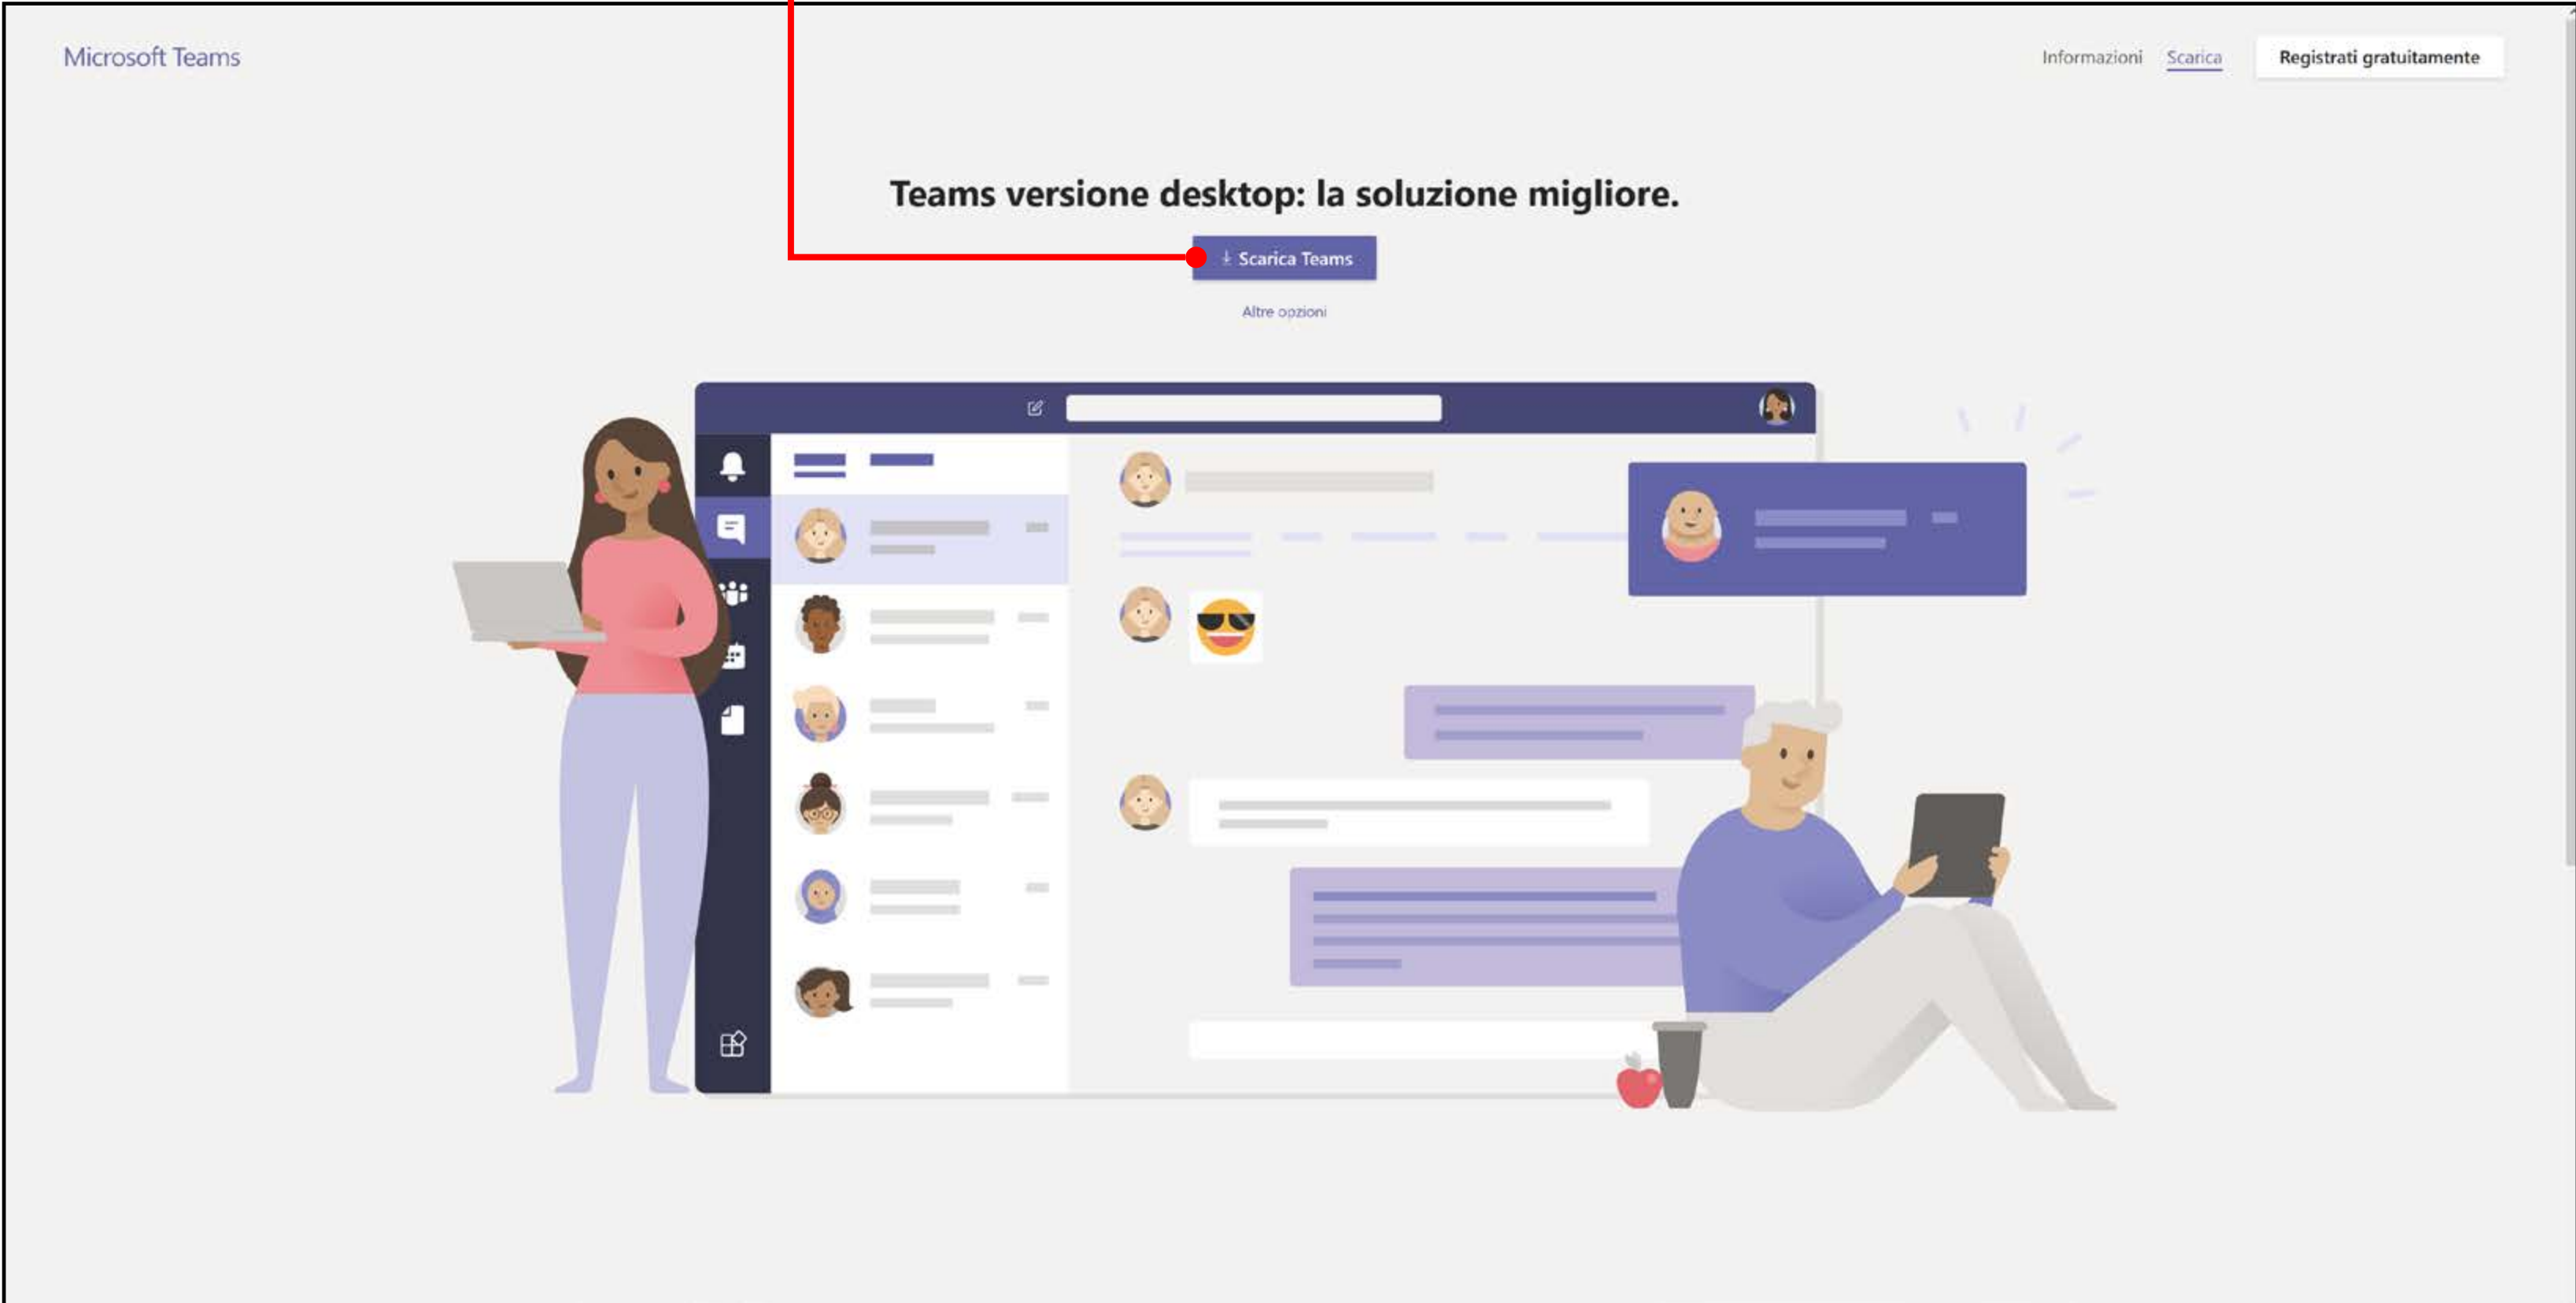 Microsoft Teams
Informazioni Scarica Registrati gratuitamente
Teams versione desktop: la soluzione migliore.
Scarica Teams
Altre opzioni